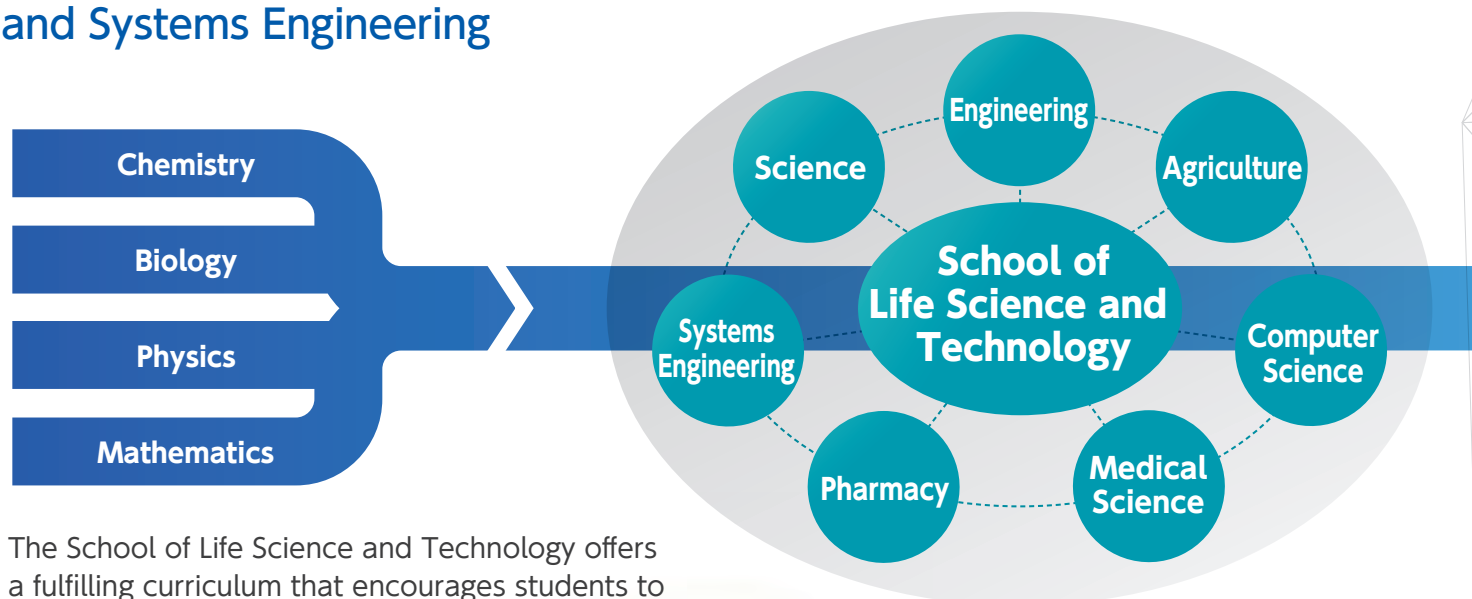 and Systems Engineering
Chemistry
Biology
Physics
Mathematics
Engineering
Science
Agriculture
School of
Life Science and
Technology
Systems
Engineering
Computer
Science
Pharmacy
Medical
Science
The School of Life Science and Technology offers
a fulfilling curriculum that encourages students to